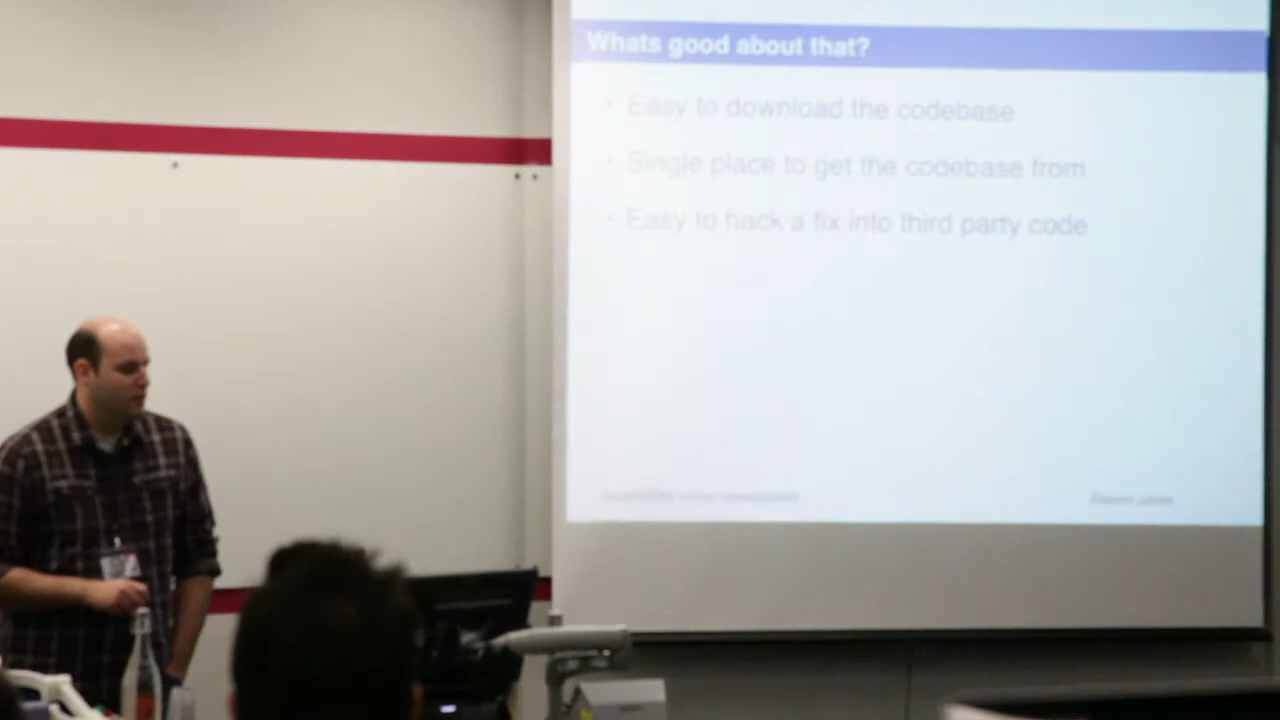 Whats good about that?
• Easy to download the codebase
• Single place to get the codebase from
• Easy to hack a fix into third party code